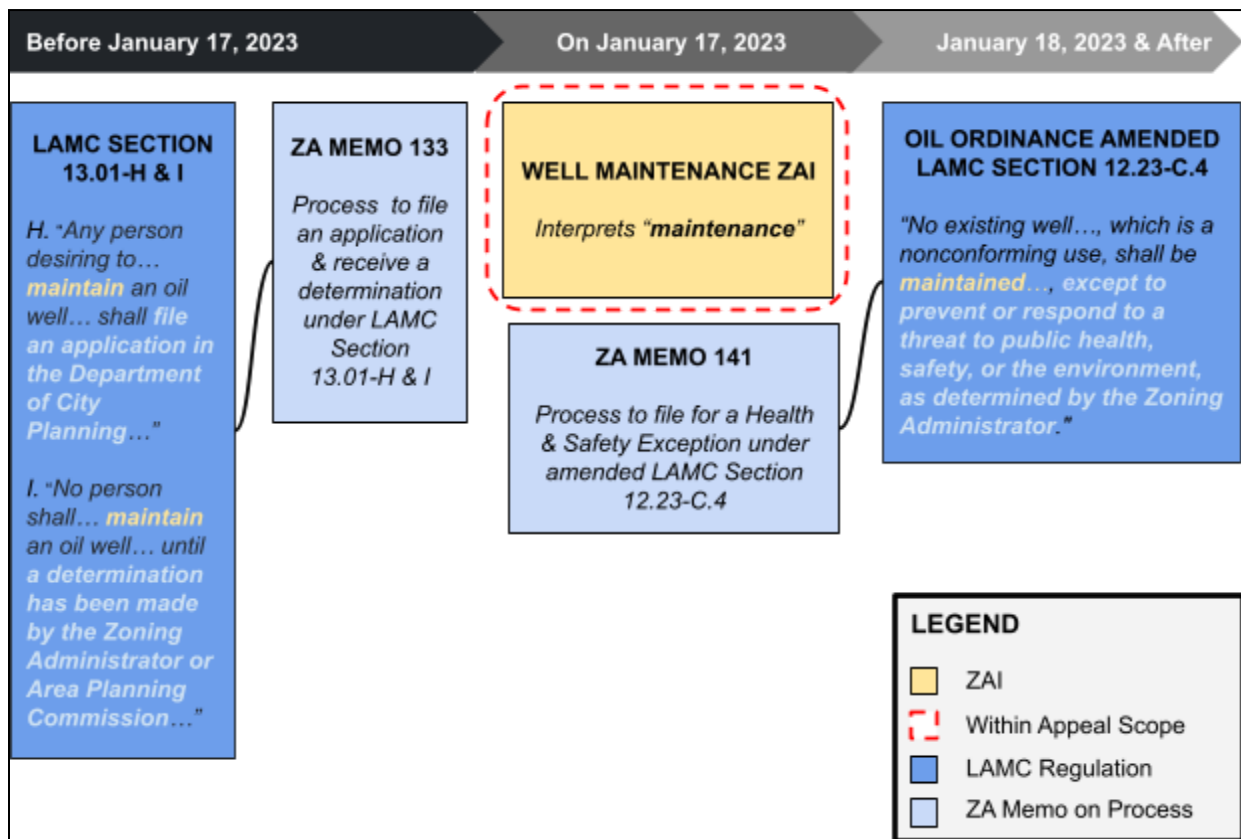 Before January 17, 2023
On January 17, 2023
January 18, 2023 & After
LAMC SECTION
13.01-H & I
H. "Any person
desiring to…
maintain an oil
well… shall file
an application in
the Department
of City
Planning…”
I. “No person
shall… maintain
an oil well… until
a determination
has been made
by the Zoning
Administrator or
Area Planning
Commission…”
ZA MEMO 133
Process to file
an application
& receive a
determination
under LAMC
Section
13.01-H & I
WELL MAINTENANCE ZAI
Interprets “maintenance”
ZA MEMO 141
Process to file for a Health
& Safety Exception under
amended LAMC Section
12.23-C.4
OIL ORDINANCE AMENDED
LAMC SECTION 12.23-C.4
“No existing well…, which is a
nonconforming use, shall be
maintained…, except to
prevent or respond to a
threat to public health,
safety, or the environment,
as determined by the Zoning
Administrator."
LEGEND
ZAI
Within Appeal Scope
LAMC Regulation
ZA Memo on Process